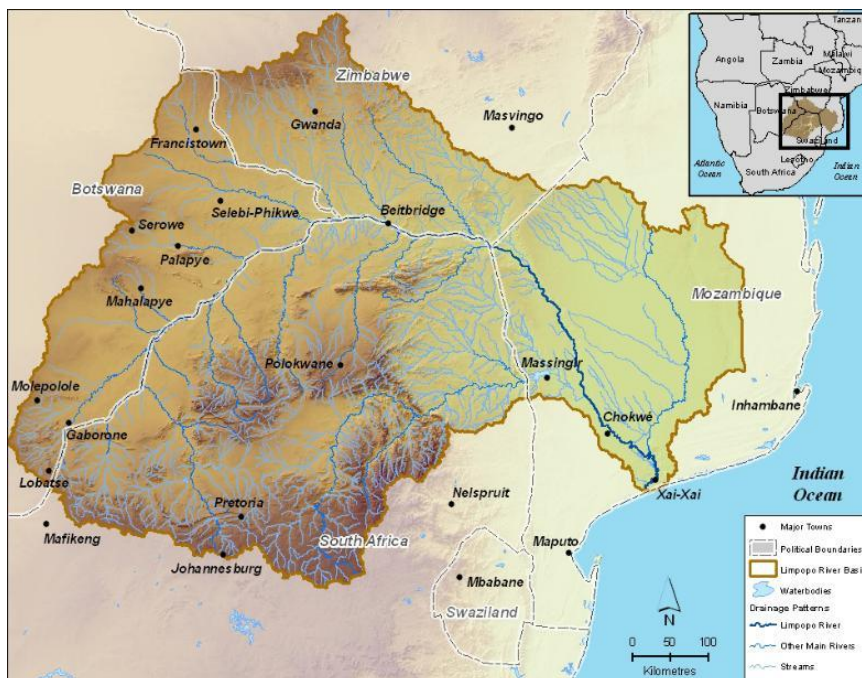 Zimbabwe
Masvingo
Gwanda
Francistown
Botswana
Selebi-Phikwe
Beitbridge
Serowe
Palapye
Mahalapye
Mozambique
Polokwane
Massingir
Molepolole
Inhambane
Chokwé
Gaborone
Lobatse
Xai-Xai
Indian
Ocean
Pretoria
Nelspruit
Mafikeng
South Africa
Johannesburg
Maputo
Mbabane
Swaziland
N
0 50 100
Kilometres
Tanzan
Angola
Zambia
Malawi
Mozambique
Zimbabwe
Namibia
Botswana
Swaziland
Lesotho
South Africa
Atlantic
Ocean
Indian
Ocean
Major Towns
Political Boundaries
Limpopo River Basi
Waterbodies
Drainage Patterns
Limpopo River
Other Main Rivers
Streams